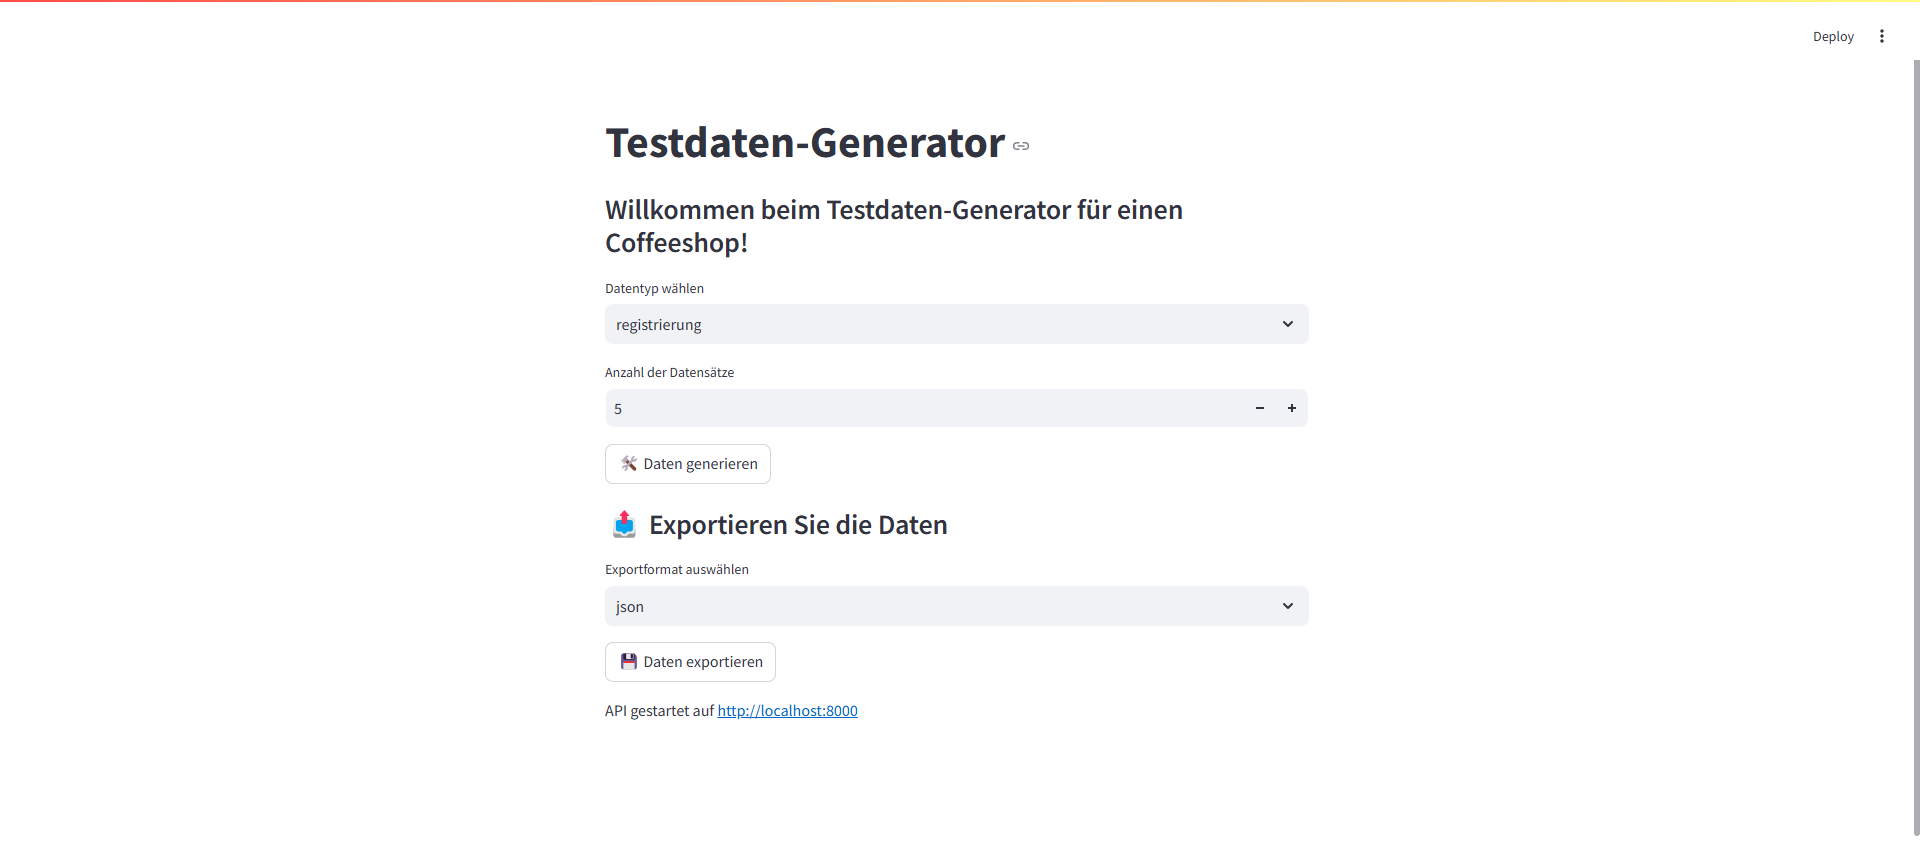 Deploy
Testdaten-Generator
Willkommen beim Testdaten-Generator für einen
Coffeeshop!
Datentyp wählen
registrierung
Anzahl der Datensätze
5
Daten generieren
Exportieren Sie die Daten
Exportformat auswählen
json
Daten exportieren
API gestartet auf http://localhost:8000